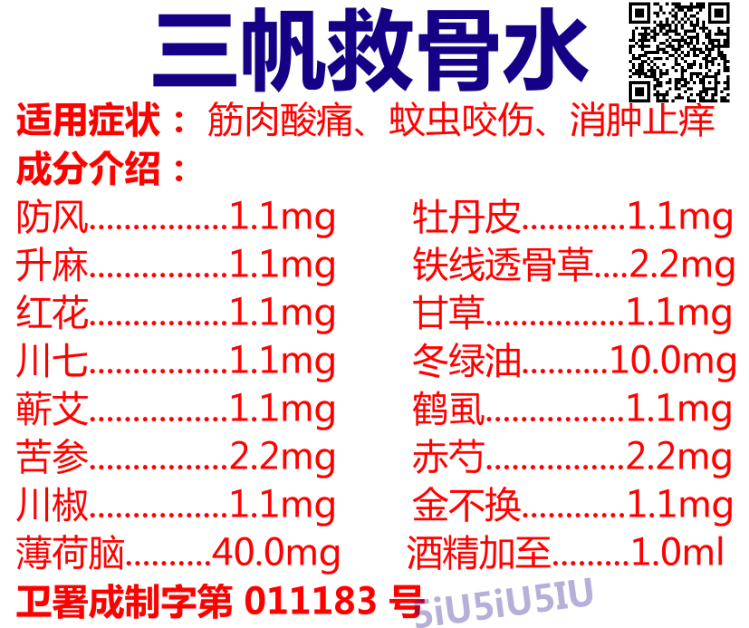 三帆救骨水
适用症状：筋肉酸痛、蚊虫咬伤、消肿止痒
成分介绍：
防风................1.1mg 牡丹皮............1.1mg
升麻................1.1mg 铁线透骨草....2.2mg
红花................1.1mg 甘草................1.1mg
川七................1.1mg 冬绿油..........10.0mg
蕲艾................1.1mg 鹤虱................1.1mg
苦参................2.2mg 赤芍................2.2mg
川椒................1.1mg 金不换............1.1mg
薄荷脑..........40.0mg 酒精加至.........1.0ml
卫署成制字第 011183 号
5iU5iU5IU